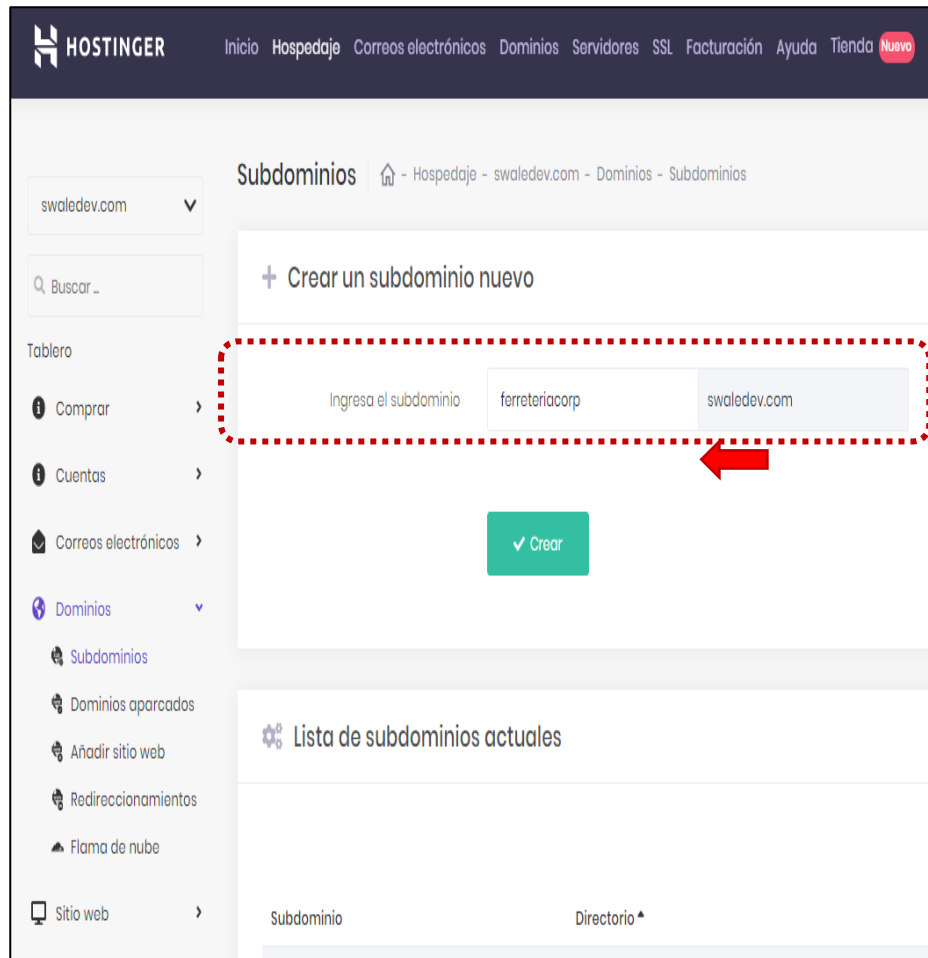 HOSTINGER
Inicio Hospedaje Correos electrónicos Dominios Servidores SSL Facturación Ayuda Tienda Nuevo
Subdominios - Hospedaje - swaledev.com - Dominios - Subdominios
swaledev.com
Buscar...
Tablero
Comprar
Cuentas
Correos electrónicos
Dominios
Subdominios
Dominios aparcados
Añadir sitio web
Redireccionamientos
Flama de nube
Sitio web
+ Crear un subdominio nuevo
Ingresa el subdominio ferreteriacorp swaledev.com
Crear
Lista de subdominios actuales
Subdominio Directorio